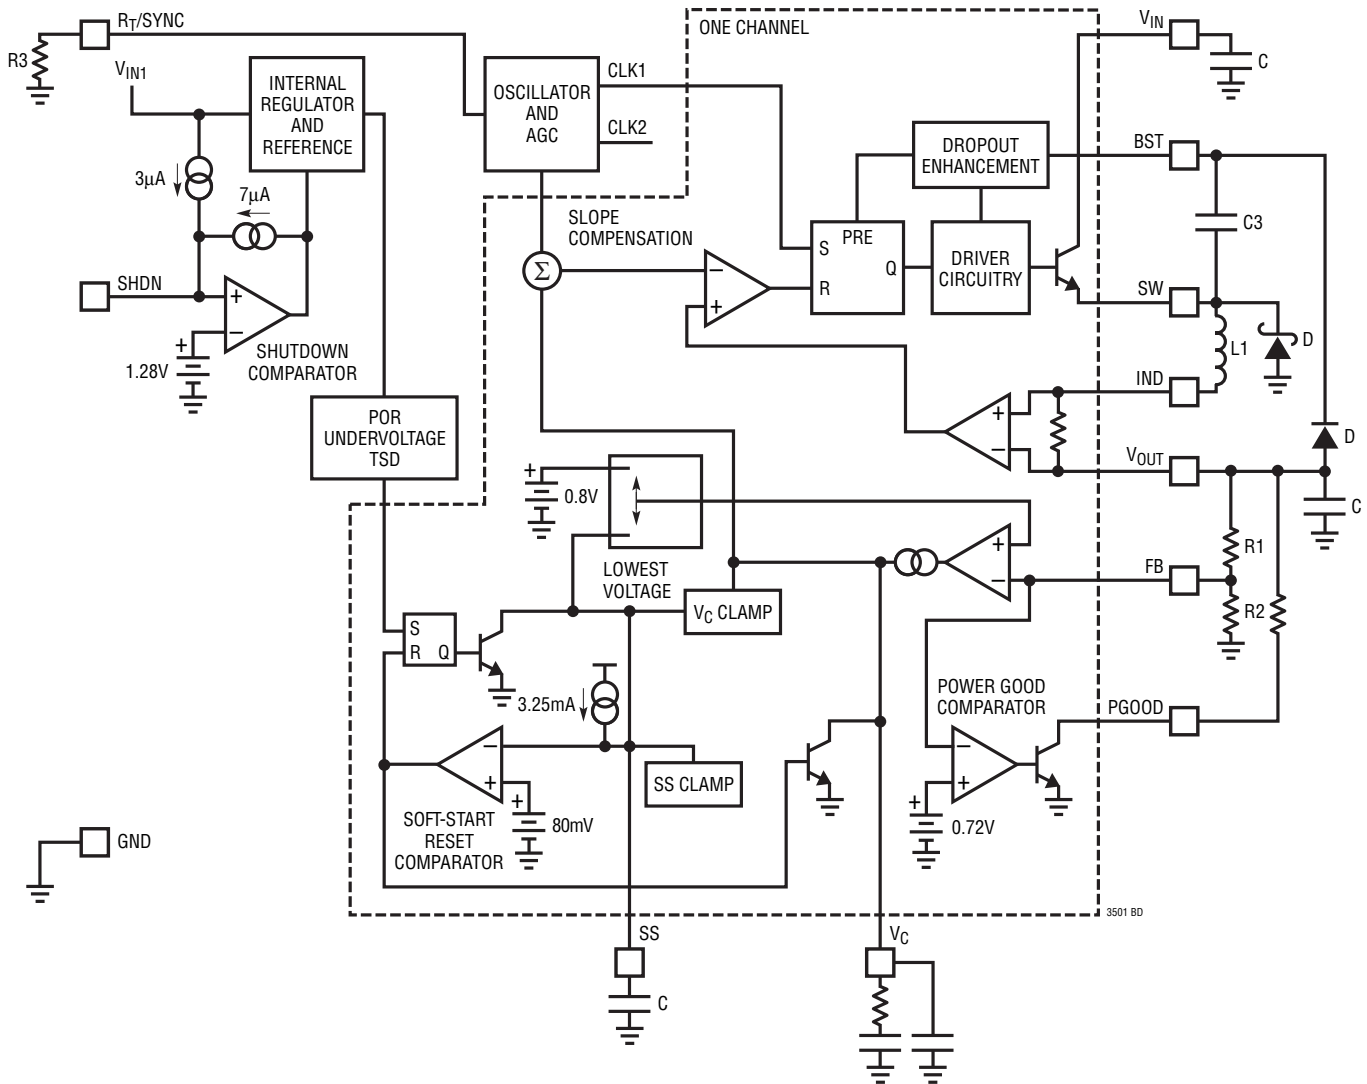 RT/SYNC
R3
VIN1
INTERNAL
REGULATOR
AND
REFERENCE
3µA
7µA
SHDN
+
−
+
1.28V
SHUTDOWN
COMPARATOR
POR
UNDERVOLTAGE
TSD
OSCILLATOR
AND
AGC
CLK1
CLK2
SLOPE
COMPENSATION
Σ
ONE CHANNEL
−
+
DROPOUT
ENHANCEMENT
PRE
S
Q
R
DRIVER
CIRCUITRY
VIN
C
BST
C3
SW
L1
D
IND
+
−
D
VOUT
C
R1
FB
R2
PGOOD
+
0.8V
LOWEST
VOLTAGE
+
−
VC CLAMP
S
R Q
3.25mA
−
+
SS CLAMP
SOFT-START
RESET
COMPARATOR
+
80mV
POWER GOOD
COMPARATOR
−
+
+
0.72V
GND
3501 BD
SS
C
VC